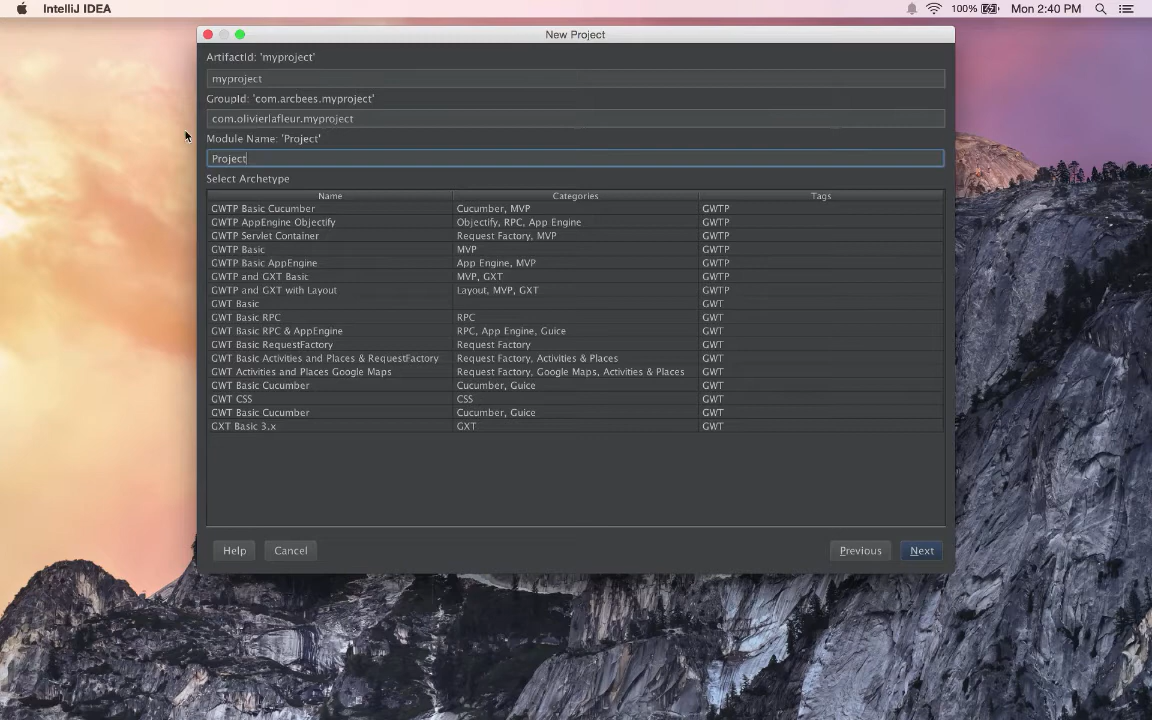 IntelliJ IDEA 100% Mon 2:40 PM
New Project
ArtifactId: 'myproject'
myproject
GroupId: 'com.arcbees.myproject'
com.olivierlafleur.myproject
Module Name: 'Project'
Project
Select Archetype
Name Categories Tags
GWTP Basic Cucumber Cucumber, MVP GWTP
GWTP AppEngine Objectify Objectify, RPC, App Engine GWTP
GWTP Servlet Container Request Factory, MVP GWTP
GWTP Basic MVP GWTP
GWTP Basic AppEngine App Engine, MVP GWTP
GWTP and GXT Basic MVP, GXT GWTP
GWTP and GXT with Layout Layout, MVP, GXT GWTP
GWT Basic GWT
GWT Basic RPC RPC GWT
GWT Basic RPC & AppEngine RPC, App Engine, Guice GWT
GWT Basic RequestFactory Request Factory GWT
GWT Basic Activities and Places & RequestFactory Request Factory, Activities & Places GWT
GWT Activities and Places Google Maps Request Factory, Google Maps, Activities & Places GWT
GWT Basic Cucumber Cucumber, Guice GWT
GWT CSS CSS GWT
GWT Basic Cucumber Cucumber, Guice GWT
GXT Basic 3.x GXT GWT
Help Cancel Previous Next